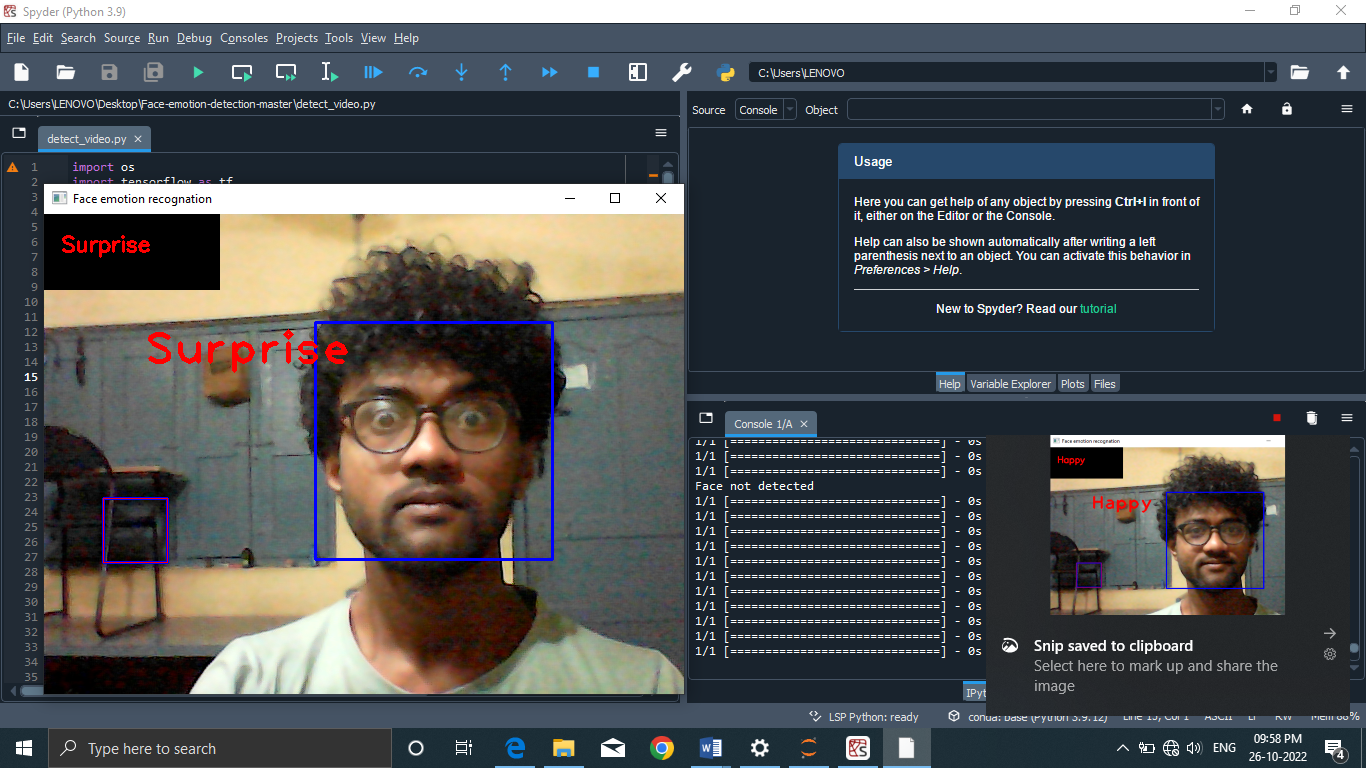 Spyder (Python 3.9)
File Edit Search Source Run Debug Consoles Projects Tools View Help
C:\Users\LENOVO
C:\Users\LENOVO\Desktop\Face-emotion-detection-master\detect_video.py
detect_video.py
1 import os
2 import tensorflow as tf
3
4
5
6
7
8
9
10
11
12
13
14
15
16
17
18
19
20
21
22
23
24
25
26
27
28
29
30
31
32
33
34
35
Face emotion recognation
Surprise
Surprise
Source Console Object
Usage
Here you can get help of any object by pressing Ctrl+I in front of
it, either on the Editor or the Console.
Help can also be shown automatically after writing a left
parenthesis next to an object. You can activate this behavior in
Preferences > Help.
New to Spyder? Read our tutorial
Help Variable Explorer Plots Files
Console 1/A
1/1 [==============================] - 0s
1/1 [==============================] - 0s
1/1 [==============================] - 0s
Face not detected
1/1 [==============================] - 0s
1/1 [==============================] - 0s
1/1 [==============================] - 0s
1/1 [==============================] - 0s
1/1 [==============================] - 0s
1/1 [==============================] - 0s
1/1 [==============================] - 0s
1/1 [==============================] - 0s
1/1 [==============================] - 0s
1/1 [==============================] - 0s
1/1 [==============================] - 0s
Face emotion recognation
Happy
Happy
Snip saved to clipboard
Select here to mark up and share the
image
IPyt
LSP Python: ready conda: base (Python 3.9.12) Line 15, Col 1 ASCII LF RW Mem 88%
Type here to search
ENG
09:58 PM
26-10-2022
4